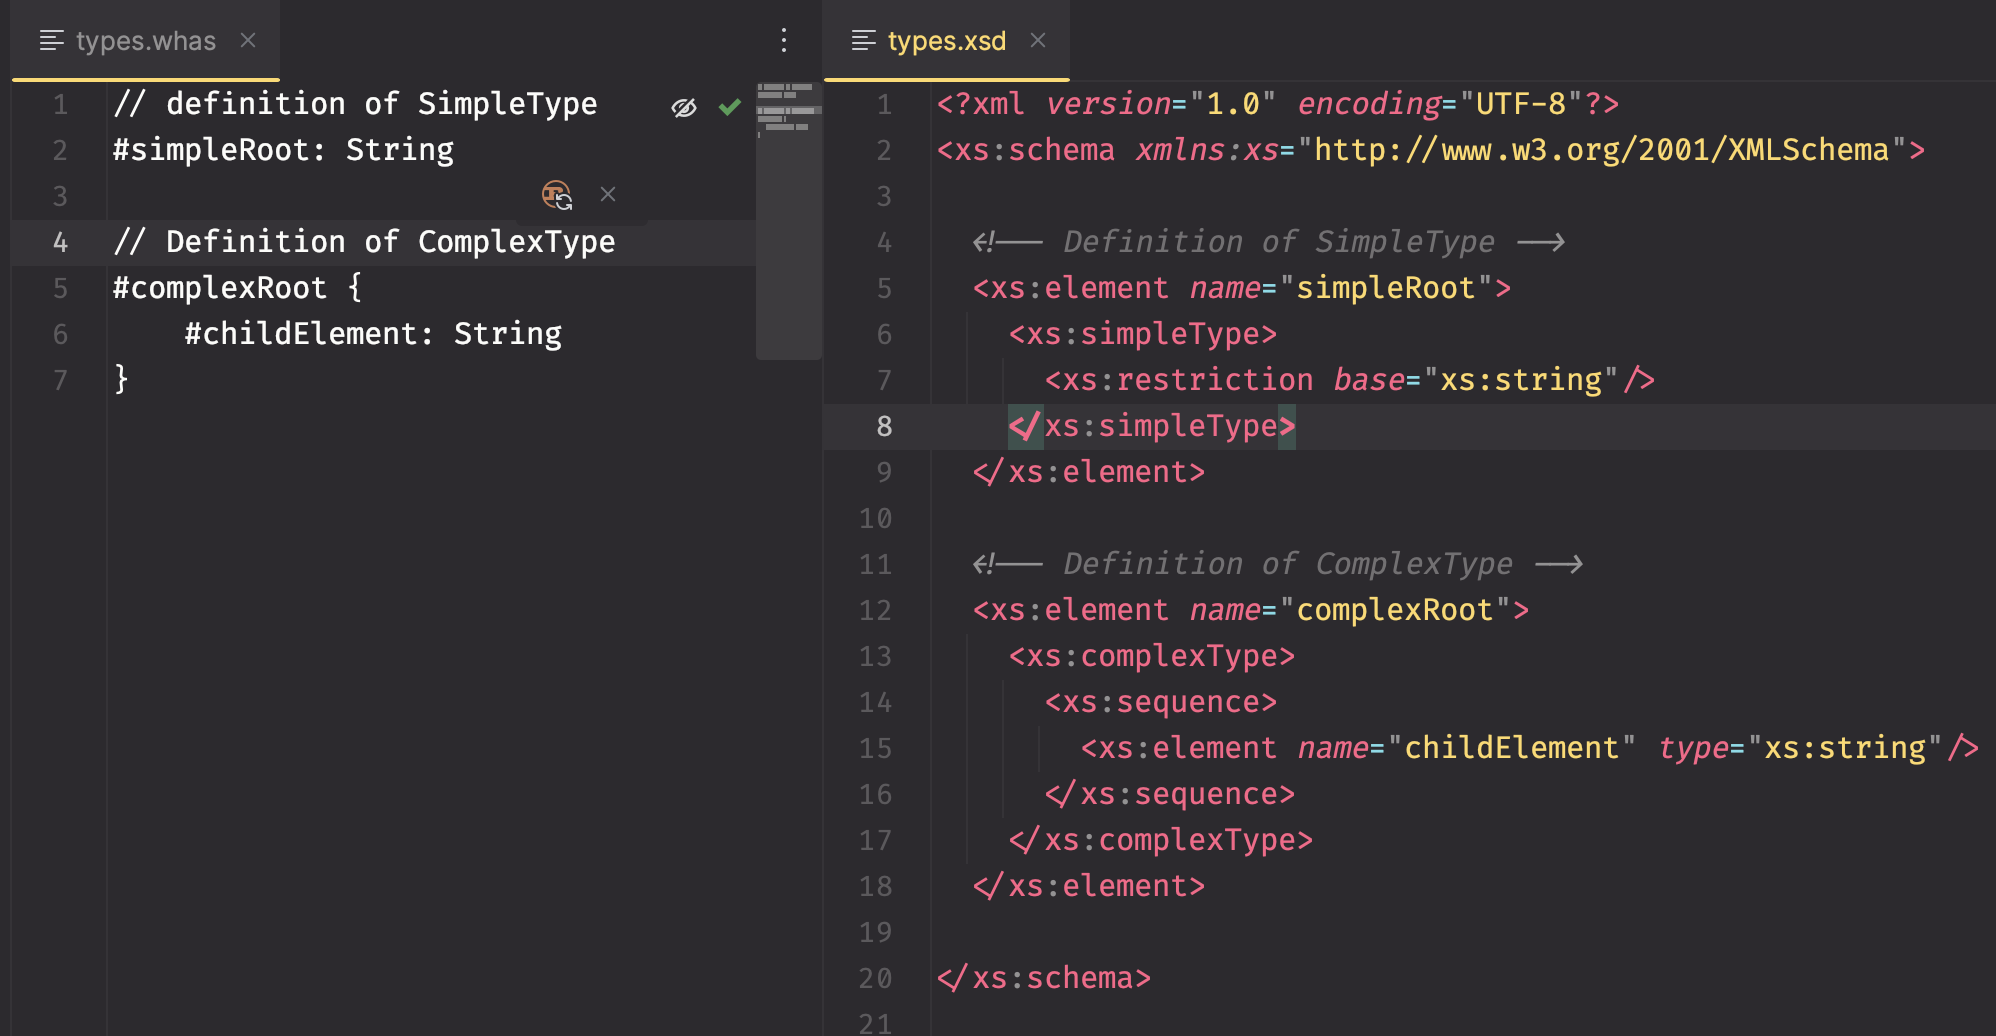 types.whas
1 // definition of SimpleType
2 #simpleRoot: String
3
4 // Definition of ComplexType
5 #complexRoot {
6     #childElement: String
7 }
types.xsd
1 <?xml version="1.0" encoding="UTF-8"?>
2 <xs:schema xmlns:xs="http://www.w3.org/2001/XMLSchema">
3
4   <!-- Definition of SimpleType -->
5   <xs:element name="simpleRoot">
6     <xs:simpleType>
7       <xs:restriction base="xs:string"/>
8     </xs:simpleType>
9   </xs:element>
10
11   <!-- Definition of ComplexType -->
12   <xs:element name="complexRoot">
13     <xs:complexType>
14       <xs:sequence>
15         <xs:element name="childElement" type="xs:string"/>
16       </xs:sequence>
17     </xs:complexType>
18   </xs:element>
19
20 </xs:schema>
21